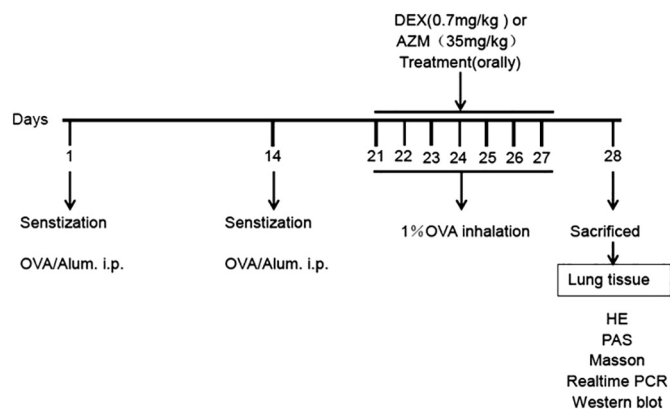 DEX(0.7mg/kg ) or
AZM（35mg/kg）
Treatment(orally)
Days
1 14 21 22 23 24 25 26 27 28
Senstization Senstization 1%OVA inhalation Sacrificed
OVA/Alum. i.p. OVA/Alum. i.p.
Lung tissue
HE
PAS
Masson
Realtime PCR
Western blot